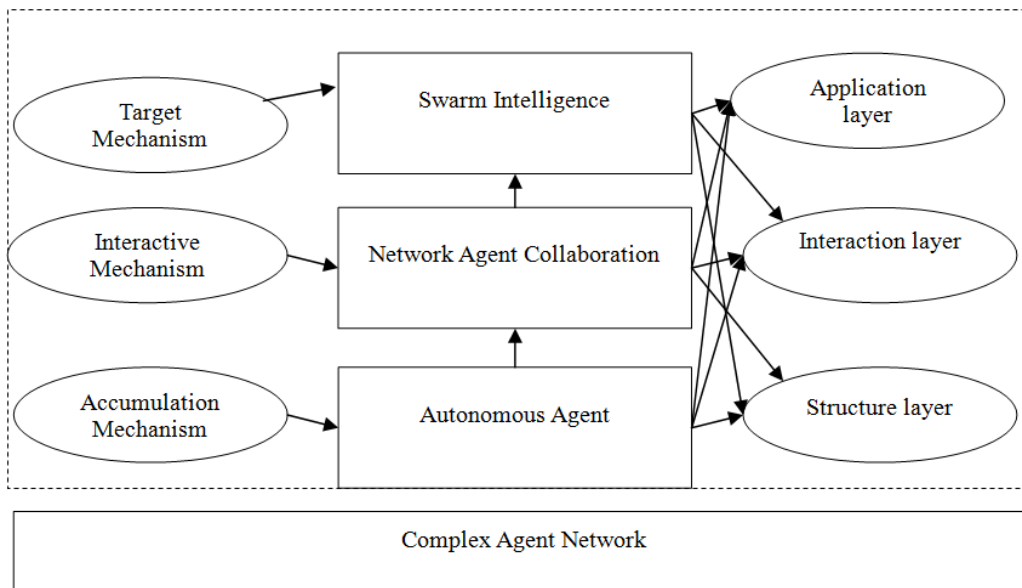 Target
Mechanism
Swarm Intelligence
Application
layer
Interactive
Mechanism
Network Agent Collaboration
Interaction layer
Accumulation
Mechanism
Autonomous Agent
Structure layer
Complex Agent Network